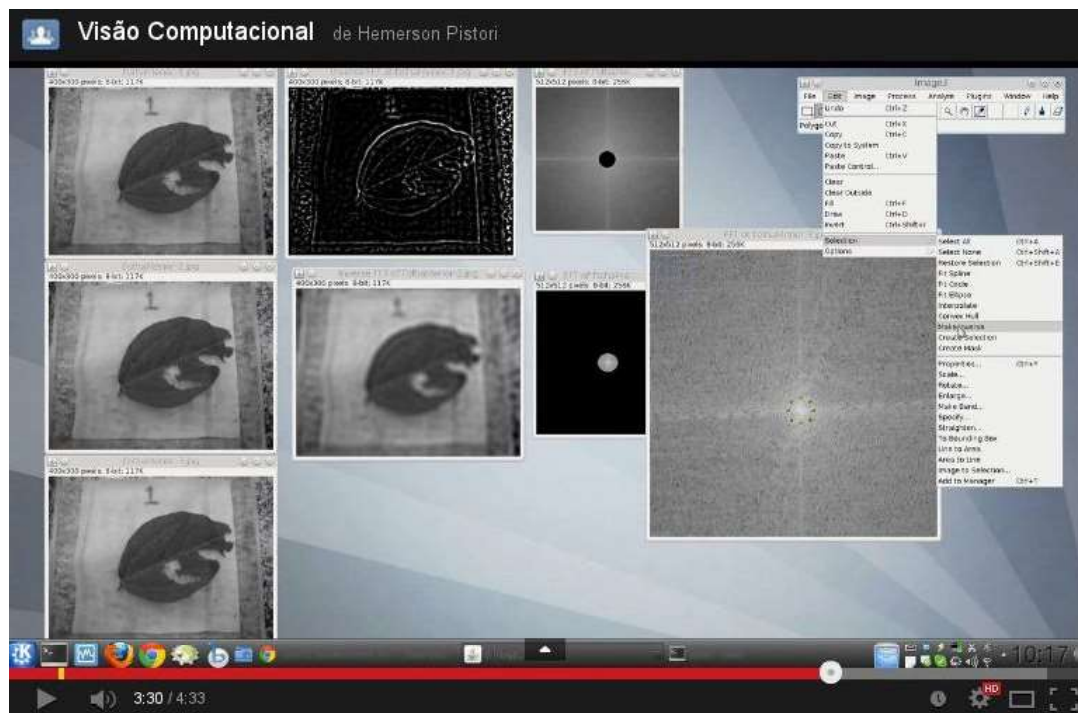 Visão Computacional de Hemerson Pistori
400x300 pixels; 8-bit; 117K
400x300 pixels; 8-bit; 117K
512x512 pixels; 8-bit; 256K
ImageJ
File Edit Image Process Analyze Plugins Window Help
Undo Ctrl+Z
Cut Ctrl+X
Copy Ctrl+C
Copy to System
Paste Ctrl+V
Paste Control...
Clear
Clear Outside
Fill Ctrl+F
Draw Ctrl+D
Invert Ctrl+Shift+I
Selection
Options
Select All Ctrl+A
Select None Ctrl+Shift+A
Restore Selection Ctrl+Shift+E
Fit Spline
Fit Circle
Fit Ellipse
Interpolate
Convex Hull
Make Inverse
Create Selection
Create Mask
Properties... Ctrl+Y
Scale...
Rotate...
Enlarge...
Make Band...
Specify...
Straighten...
To Bounding Box
Line to Area
Area to Line
Image to Selection...
Add to Manager Ctrl+T
1
512x512 pixels; 8-bit; 256K
400x300 pixels; 8-bit; 117K
400x300 pixels; 8-bit; 117K
512x512 pixels; 8-bit; 256K
1
400x300 pixels; 8-bit; 117K
1
10:17
3:30 / 4:33
HD